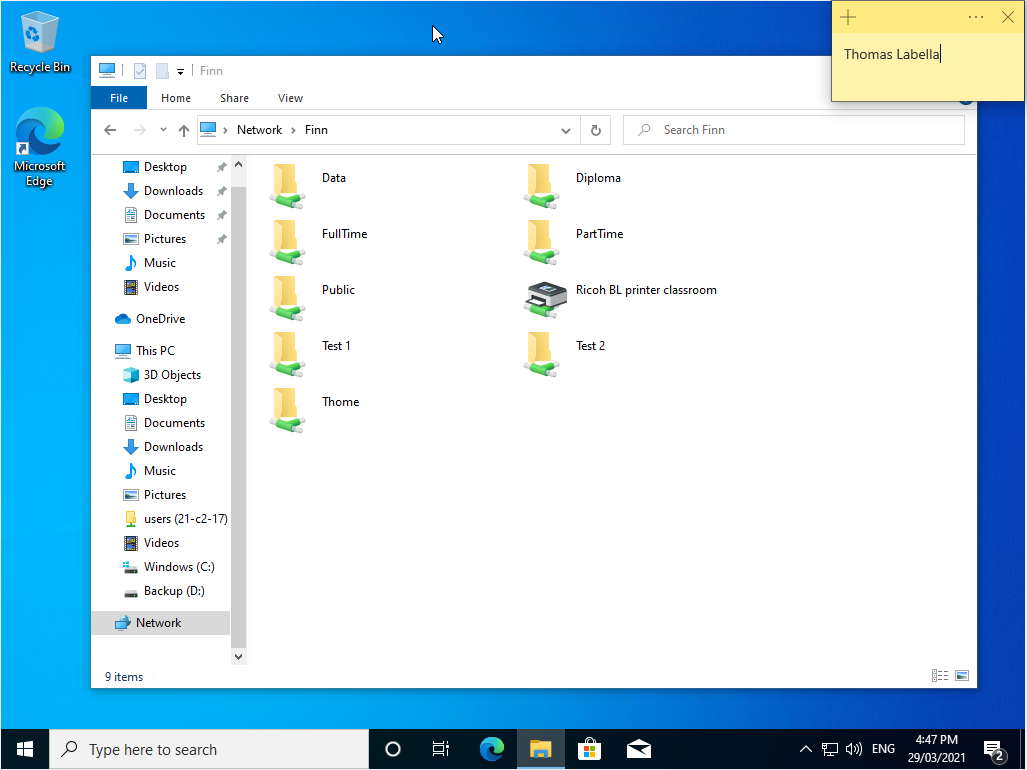 Recycle Bin
Microsoft
Edge
Thomas Labella
Finn
File
Home
Share
View
Network
Finn
Search Finn
Desktop
Downloads
Documents
Pictures
Music
Videos
OneDrive
This PC
3D Objects
Desktop
Documents
Downloads
Music
Pictures
users (21-c2-17)
Videos
Windows (C:)
Backup (D:)
Network
Data
Diploma
FullTime
PartTime
Public
Ricoh BL printer classroom
Test 1
Test 2
Thome
9 items
Type here to search
ENG
4:47 PM
29/03/2021
2